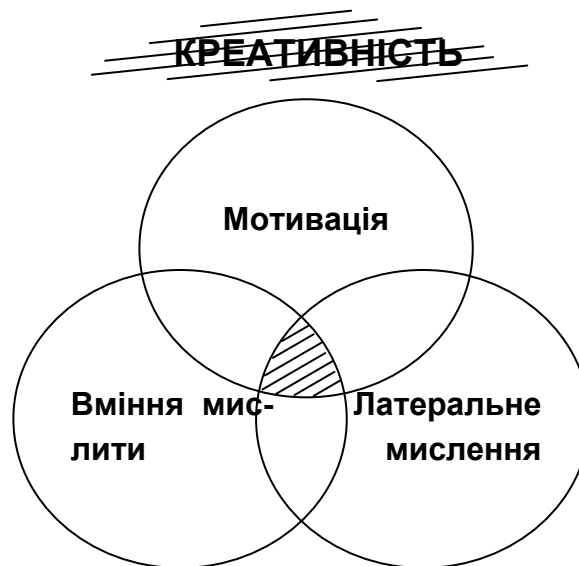 КРЕАТИВНІСТЬ
Мотивація
Вміння мис-
лити
Латеральне
мислення